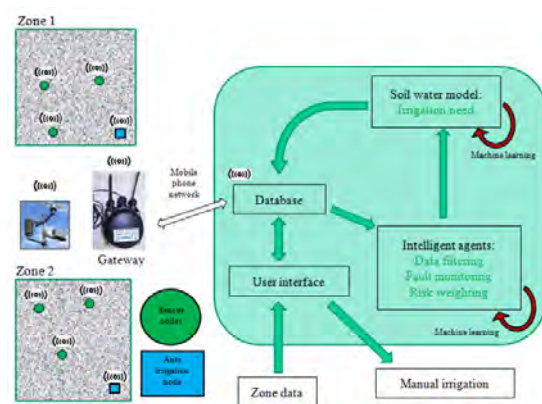 Zone 1
Soil water model:
Irrigation need
Machine learning
Mobile
phone
network
Gateway
Database
User interface
Intelligent agents:
Data filtering
Fault monitoring
Risk weighting
Machine learning
Zone 2
Sensor
nodes
Auto
irrigation
node
Zone data
Manual irrigation